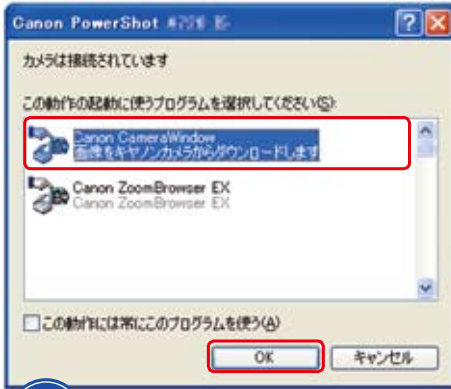 Canon PowerShot
カメラは接続されています
この動作の起動に使うプログラムを選択してください(S):
Canon CameraWindow
画像をキヤノンカメラからダウンロードします
Canon ZoomBrowser EX
Canon ZoomBrowser EX
この動作には常にこのプログラムを使う(A)
OK
キャンセル